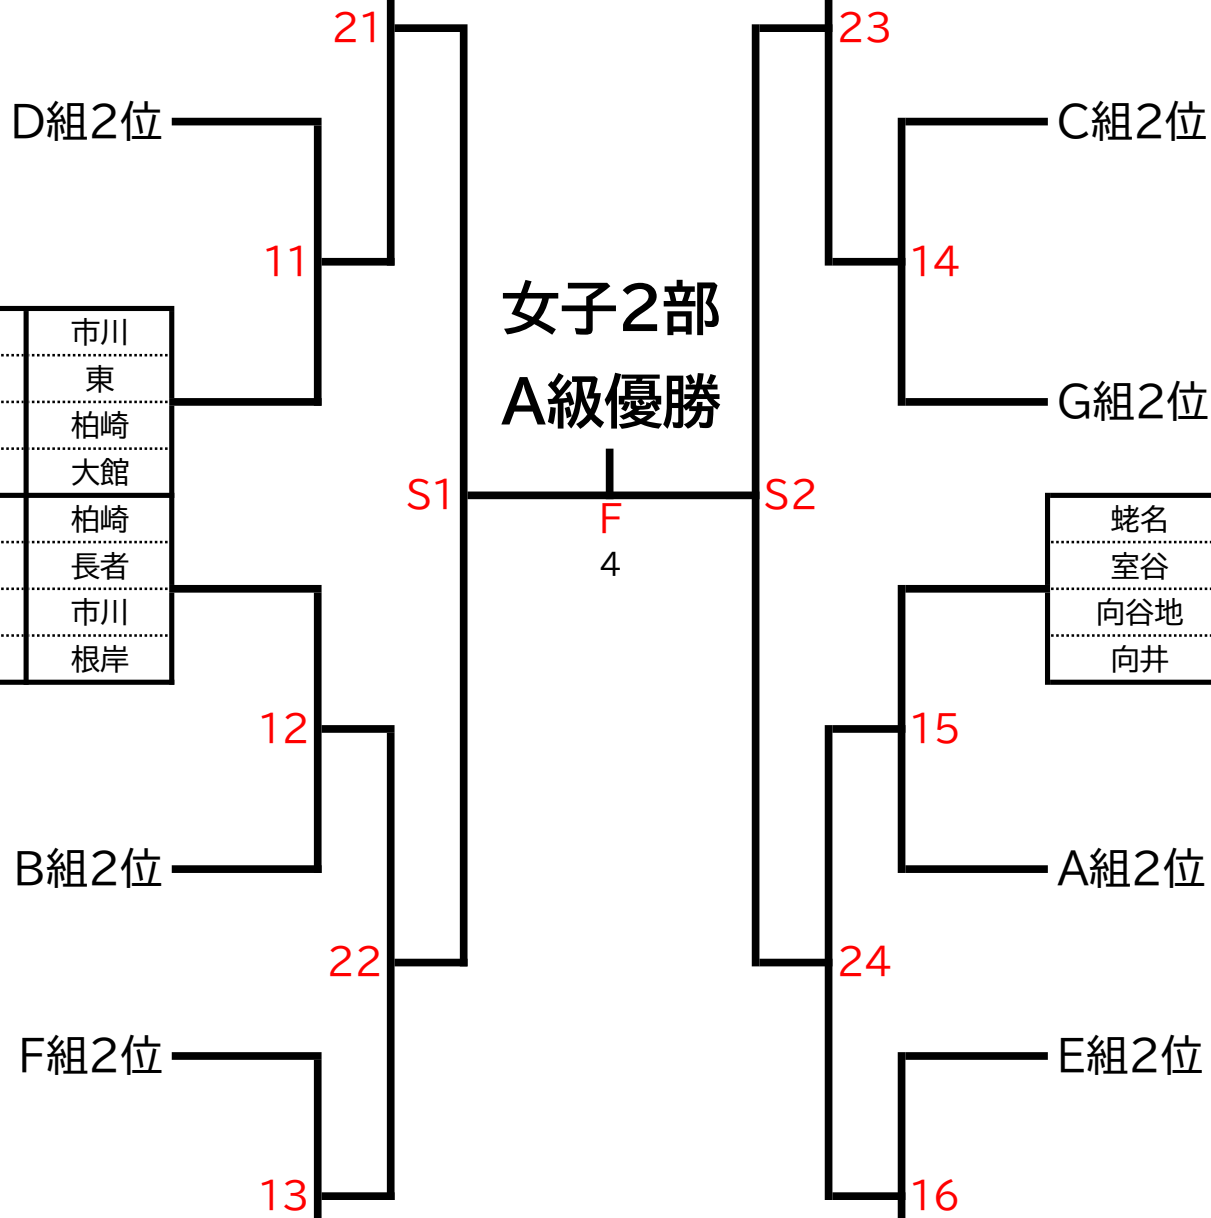 21
23
D組2位
C組2位
11
14
女子2部
A級優勝
市川
東
柏崎
大館
柏崎
長者
市川
根岸
G組2位
S1
S2
F
4
蛯名
室谷
向谷地
向井
12
15
B組2位
A組2位
22
24
F組2位
E組2位
13
16